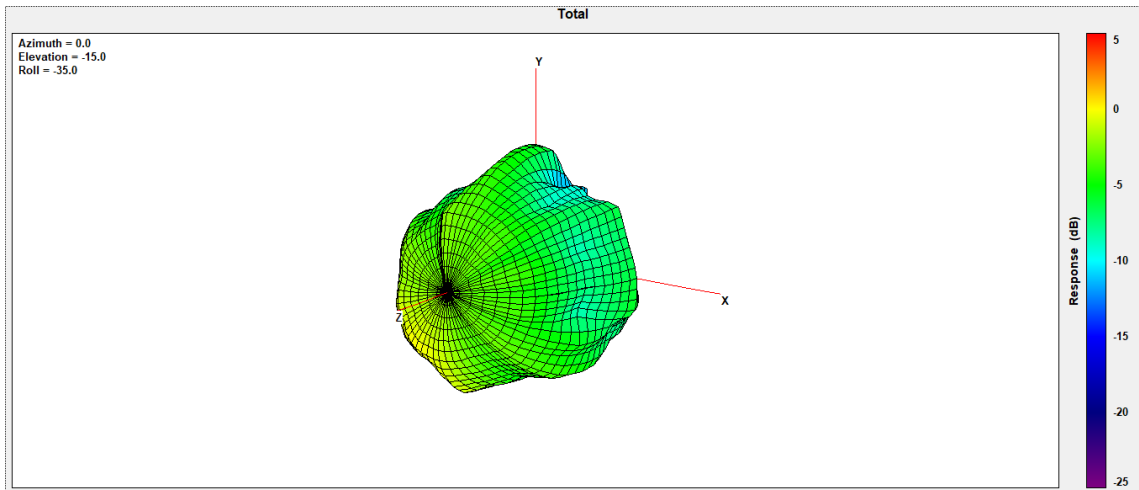 Total
Azimuth = 0.0
Elevation = -15.0
Roll = -35.0
Y
X
Z
5
0
-5
-10
-15
-20
-25
Response (dB)